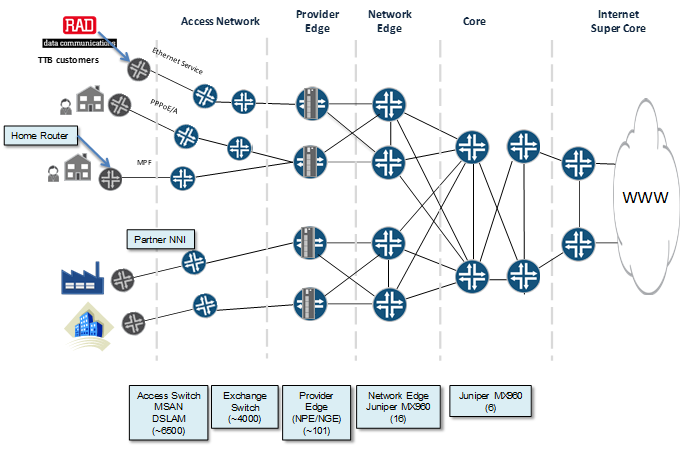 Access Network
Provider
Edge
Network
Edge
Core
Internet
Super Core
RAD
data communications
TTB customers
Ethernet Service
PPPoE/A
Home Router
MPF
WWW
Partner NNI
Access Switch
MSAN
DSLAM
(~6500)
Exchange
Switch
(~4000)
Provider
Edge
(NPE/NGE)
(~101)
Network Edge
Juniper MX960
(16)
Juniper MX960
(6)